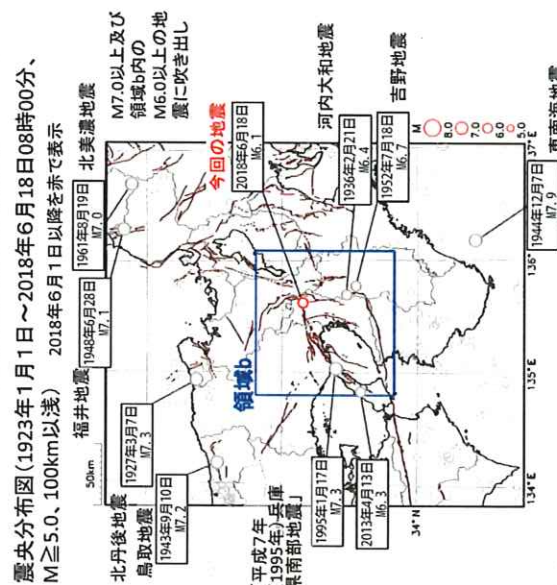 震央分布図(1923年1月1日～2018年6月18日08時00分、
M≧5.0、100km以浅)
2018年6月1日以降を赤で表示
50km
福井地震
北美濃地震
M7.0以上及び
領域b内の
M6.0以上の地
震に吹き出し
北丹後地震
鳥取地震
1943年9月10日
M7.2
1927年3月7日
M7.3
1948年6月28日
M7.1
1961年8月19日
M7.0
今回の地震
2018年6月18日
M6.1
領域b
「平成7年
(1995年)兵庫
県南部地震」
1995年1月17日
M7.3
2013年4月13日
M6.3
河内大和地震
1936年2月21日
M6.4
吉野地震
1952年7月18日
M6.7
1944年12月7日
M7.9
東南海地震
M
8.0
7.0
6.0
5.0
34°N
134°E
135°E
136°E
37°E